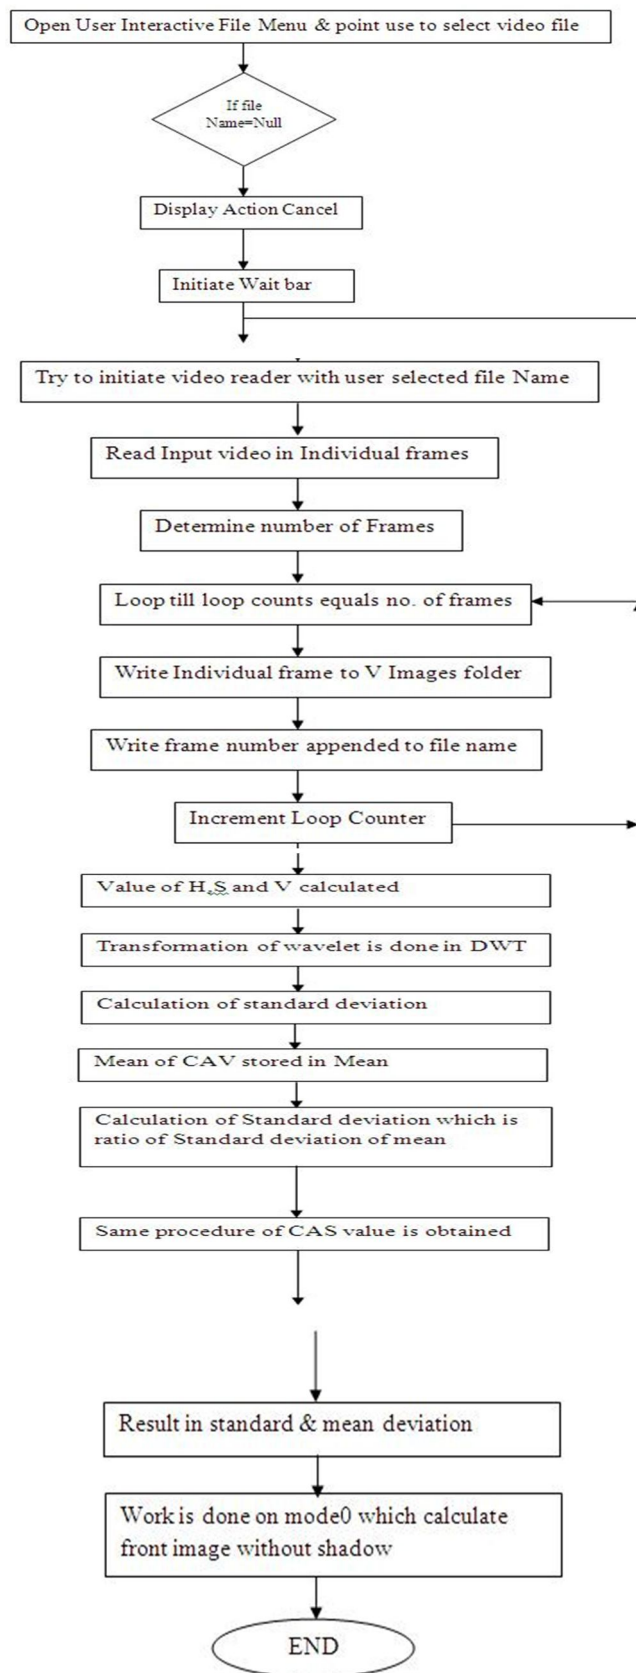 Open User Interactive File Menu & point use to select video file
If file
Name=Null
Display Action Cancel
Initiate Wait bar
Try to initiate video reader with user selected file Name
Read Input video in Individual frames
Determine number of Frames
Loop till loop counts equals no. of frames
Write Individual frame to V Images folder
Write frame number appended to file name
Increment Loop Counter
Value of H,S and V calculated
Transformation of wavelet is done in DWT
Calculation of standard deviation
Mean of CAV stored in Mean
Calculation of Standard deviation which is
ratio of Standard deviation of mean
Same procedure of CAS value is obtained
Result in standard & mean deviation
Work is done on mode0 which calculate
front image without shadow
END